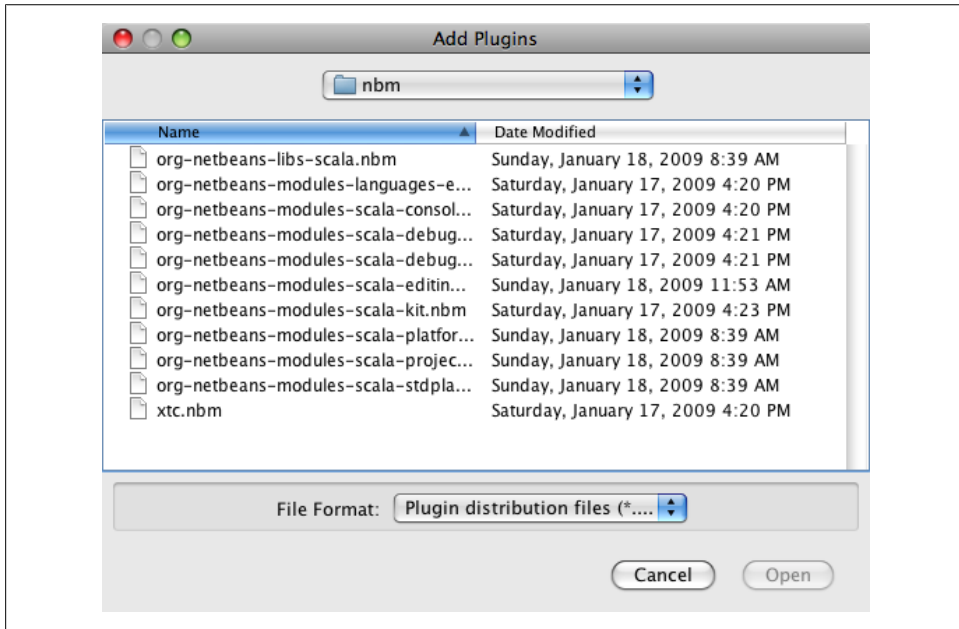 Add Plugins
nbm
Name Date Modified
org-netbeans-libs-scala.nbm Sunday, January 18, 2009 8:39 AM
org-netbeans-modules-languages-e... Saturday, January 17, 2009 4:20 PM
org-netbeans-modules-scala-consol... Saturday, January 17, 2009 4:20 PM
org-netbeans-modules-scala-debug... Saturday, January 17, 2009 4:21 PM
org-netbeans-modules-scala-debug... Saturday, January 17, 2009 4:21 PM
org-netbeans-modules-scala-editin... Sunday, January 18, 2009 11:53 AM
org-netbeans-modules-scala-kit.nbm Saturday, January 17, 2009 4:23 PM
org-netbeans-modules-scala-platfor... Sunday, January 18, 2009 8:39 AM
org-netbeans-modules-scala-projec... Sunday, January 18, 2009 8:39 AM
org-netbeans-modules-scala-stdpla... Sunday, January 18, 2009 8:39 AM
xtc.nbm Saturday, January 17, 2009 4:20 PM
File Format: Plugin distribution files (*....
Cancel Open